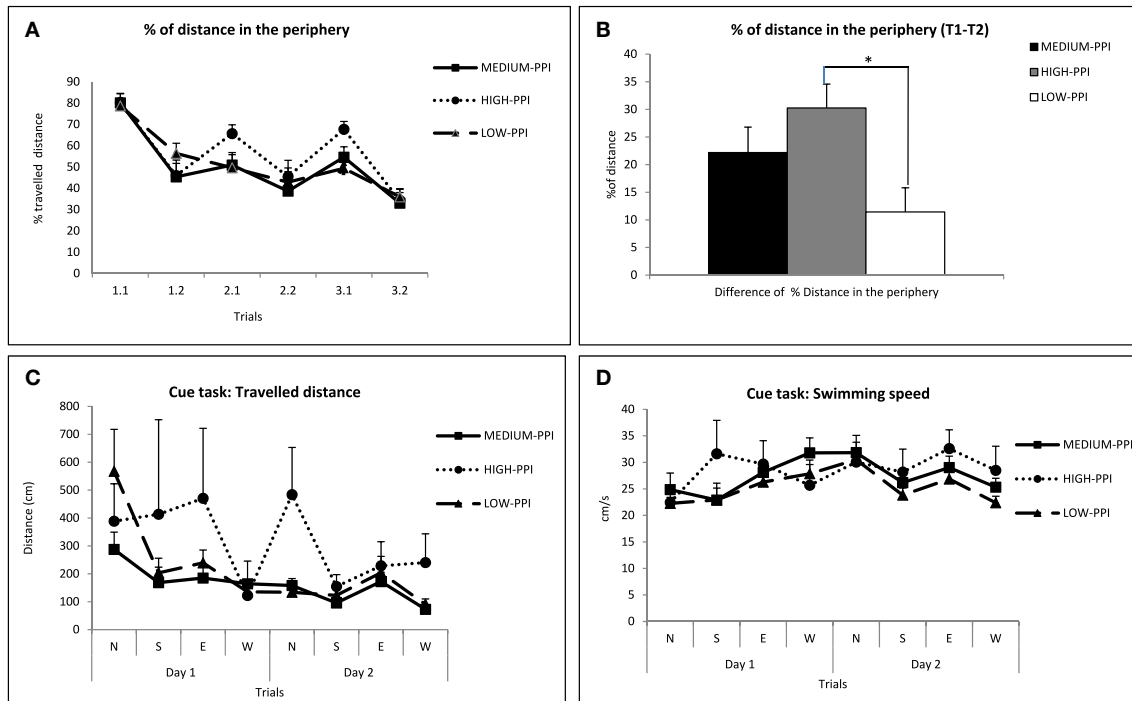 A
% of distance in the periphery
MEDIUM-PPI
HIGH-PPI
LOW-PPI
% travelled distance
90
80
70
60
50
40
30
20
10
0
1.1 1.2 2.1 2.2 3.1 3.2
Trials
B
% of distance in the periphery (T1-T2)
MEDIUM-PPI
HIGH-PPI
LOW-PPI
*
%of distance
40
35
30
25
20
15
10
5
0
Difference of % Distance in the periphery
C
Cue task: Travelled distance
MEDIUM-PPI
HIGH-PPI
LOW-PPI
Distance (cm)
800
700
600
500
400
300
200
100
0
N S E W N S E W
Day 1 Day 2
Trials
D
Cue task: Swimming speed
MEDIUM-PPI
HIGH-PPI
LOW-PPI
cm/s
40
35
30
25
20
15
10
5
0
N S E W N S E W
Day 1 Day 2
Trials